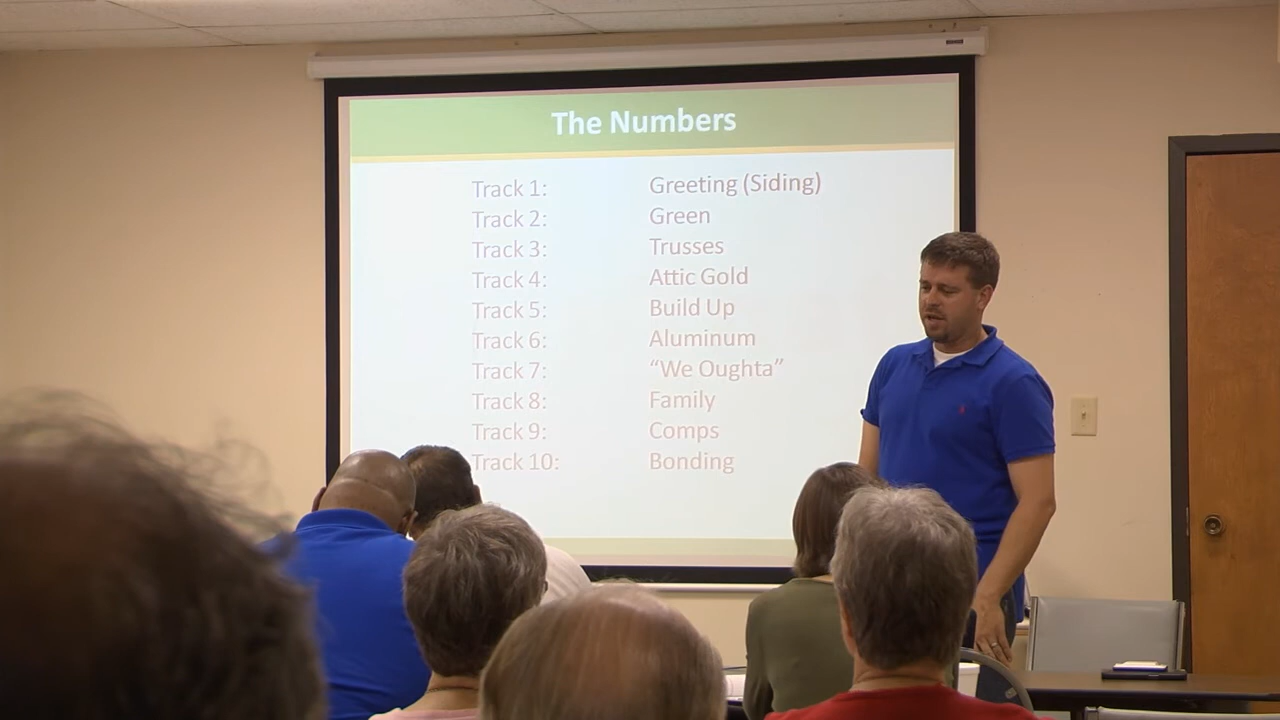 The Numbers
Track 1: Greeting (Siding)
Track 2: Green
Track 3: Trusses
Track 4: Attic Gold
Track 5: Build Up
Track 6: Aluminum
Track 7: “We Oughta”
Track 8: Family
Track 9: Comps
Track 10: Bonding